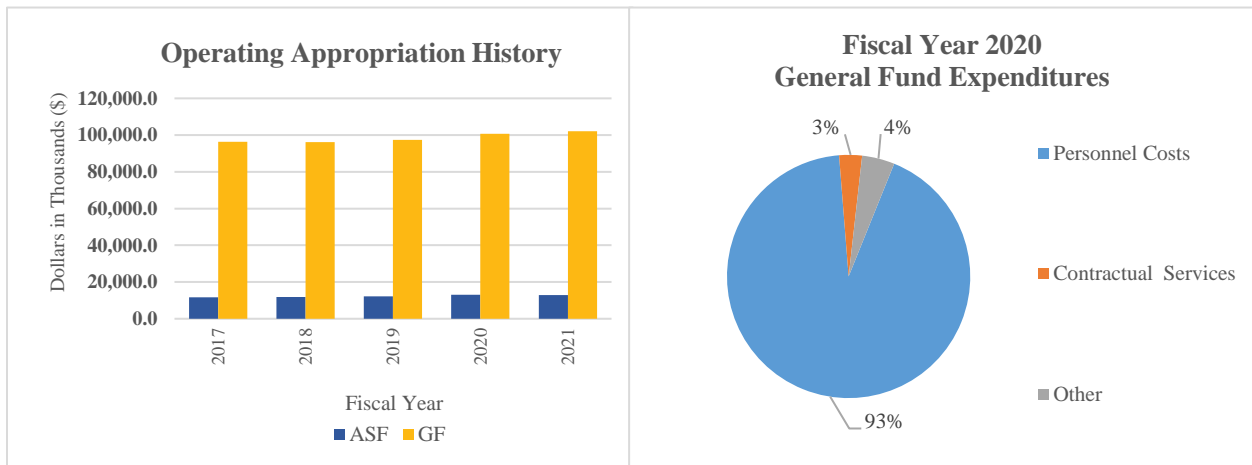 Operating Appropriation History
Dollars in Thousands ($)
120,000.0
100,000.0
80,000.0
60,000.0
40,000.0
20,000.0
0.0
2017
2018
2019
2020
2021
Fiscal Year
ASF
GF
Fiscal Year 2020
General Fund Expenditures
3%
4%
93%
Personnel Costs
Contractual Services
Other